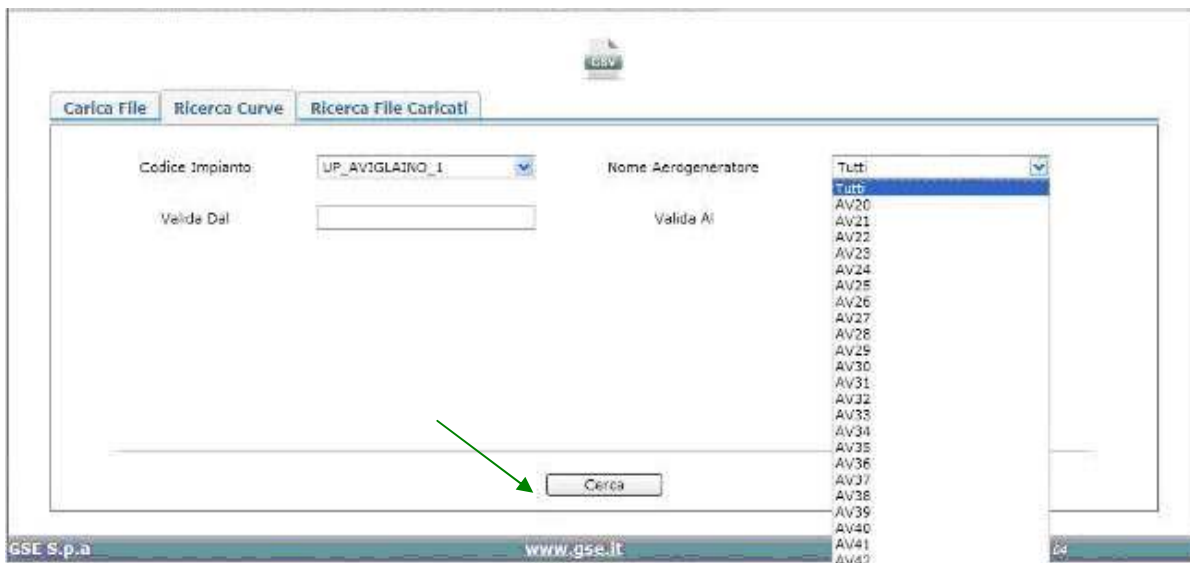 CSV
Carica File Ricerca Curve Ricerca File Caricati
Codice Impianto UP_AVIGLAINO_1 Nome Aerogeneratore Tutti
Tutti
AV20
Valida Dal Valida Al
AV21
AV22
AV23
AV24
AV25
AV26
AV27
AV28
AV29
AV30
AV31
AV32
AV33
AV34
AV35
AV36
AV37
Cerca
AV38
AV39
AV40
GSE S.p.a www.gse.it AV41
AV42